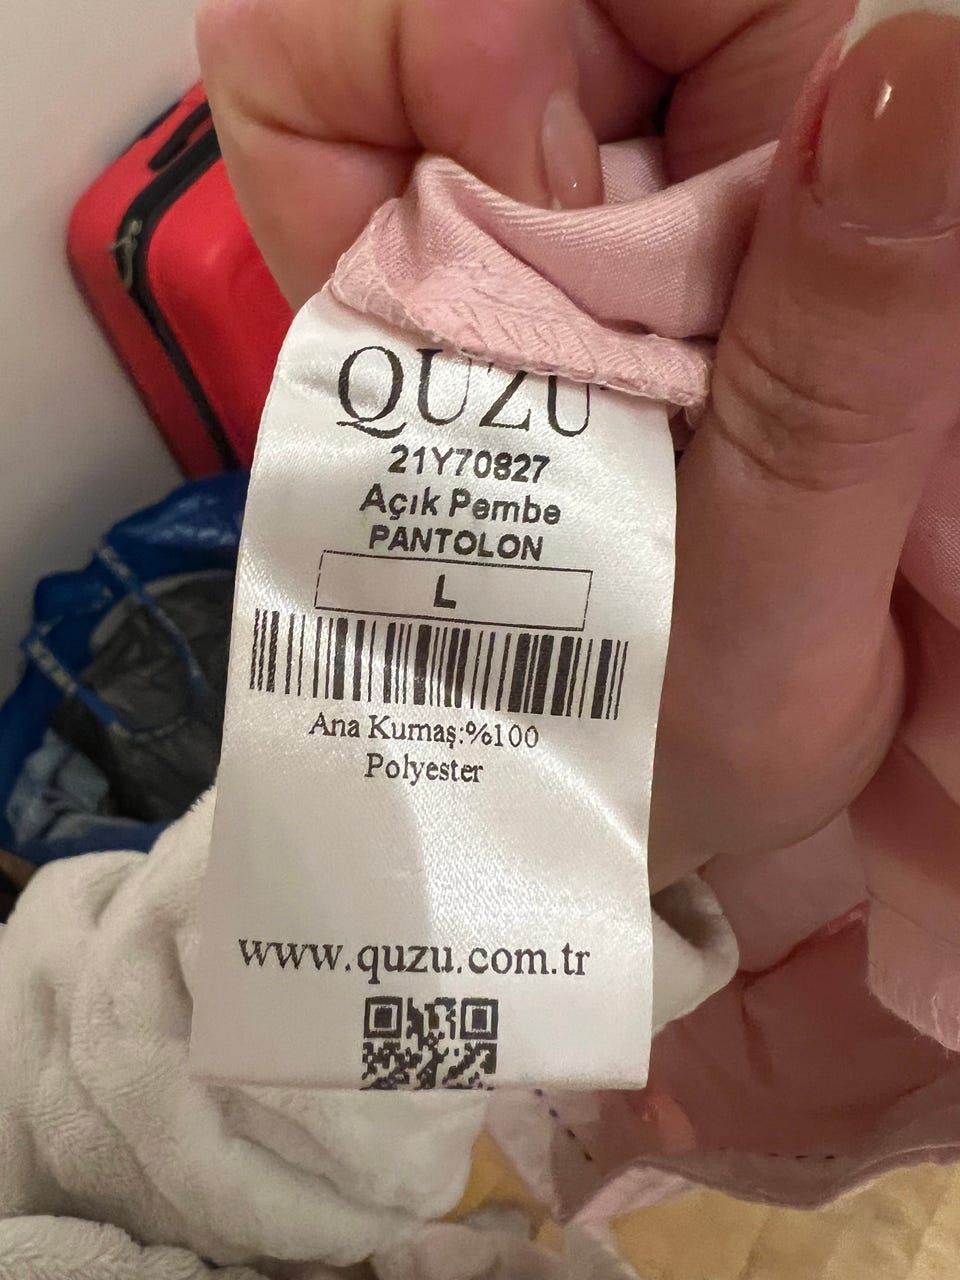 QUZU
21Y70827
Açık Pembe
PANTOLON
L
Ana Kumaş:%100
Polyester
www.quzu.com.tr